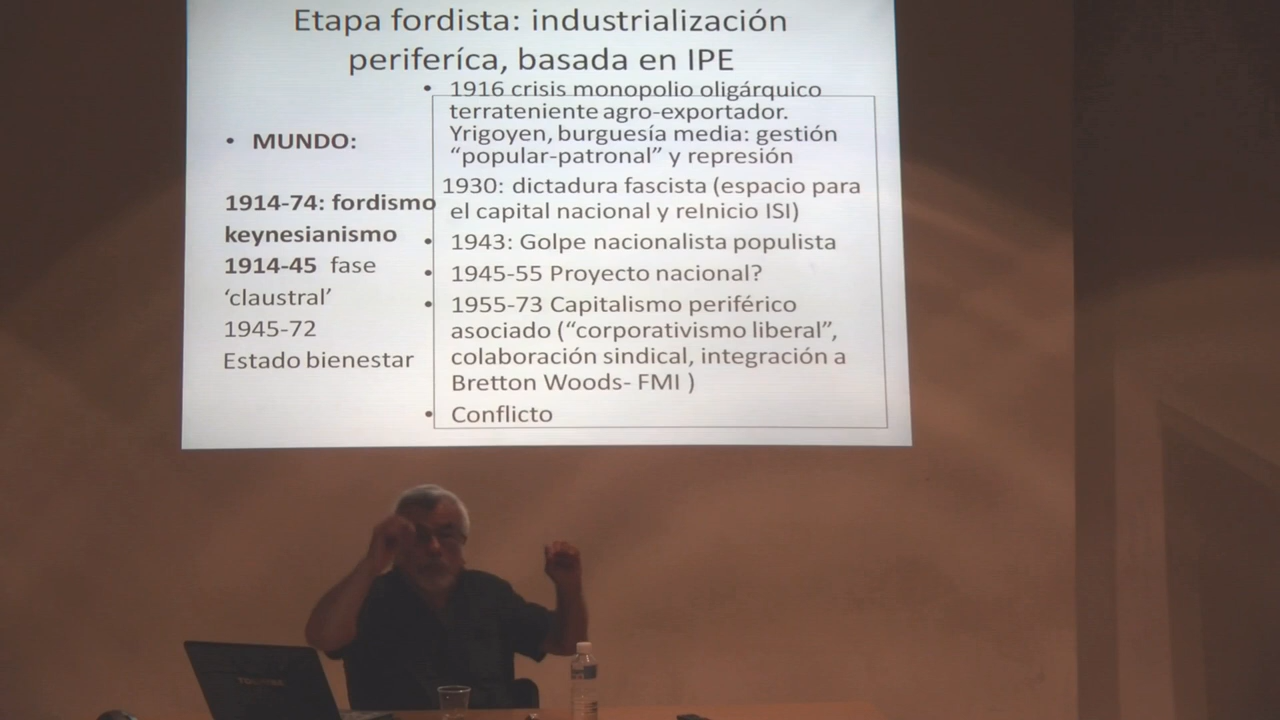 Etapa fordista: industrialización
periferíca, basada en IPE
• MUNDO:
1914-74: fordismo
keynesianismo
1914-45 fase
‘claustral’
1945-72
Estado bienestar
• 1916 crisis monopolio oligárquico
terrateniente agro-exportador.
Yrigoyen, burguesía media: gestión
“popular-patronal” y represión
1930: dictadura fascista (espacio para
el capital nacional y reInicio ISI)
• 1943: Golpe nacionalista populista
• 1945-55 Proyecto nacional?
• 1955-73 Capitalismo periférico
asociado (“corporativismo liberal”,
colaboración sindical, integración a
Bretton Woods- FMI )
• Conflicto
TOSHIBA